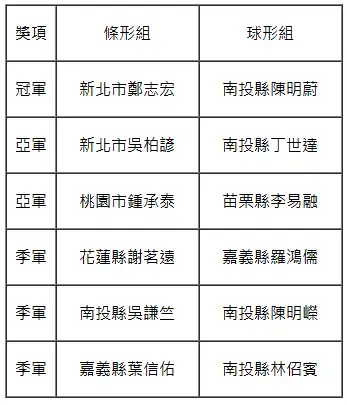 獎項 條形組 球形組
冠軍 新北市鄭志宏 南投縣陳明蔚
亞軍 新北市吳柏諺 南投縣丁世達
亞軍 桃園市鍾承泰 苗栗縣李易融
季軍 花蓮縣謝茗遠 嘉義縣羅鴻儒
季軍 南投縣吳謙竺 南投縣陳明嶸
季軍 嘉義縣葉信佑 南投縣林佋賓